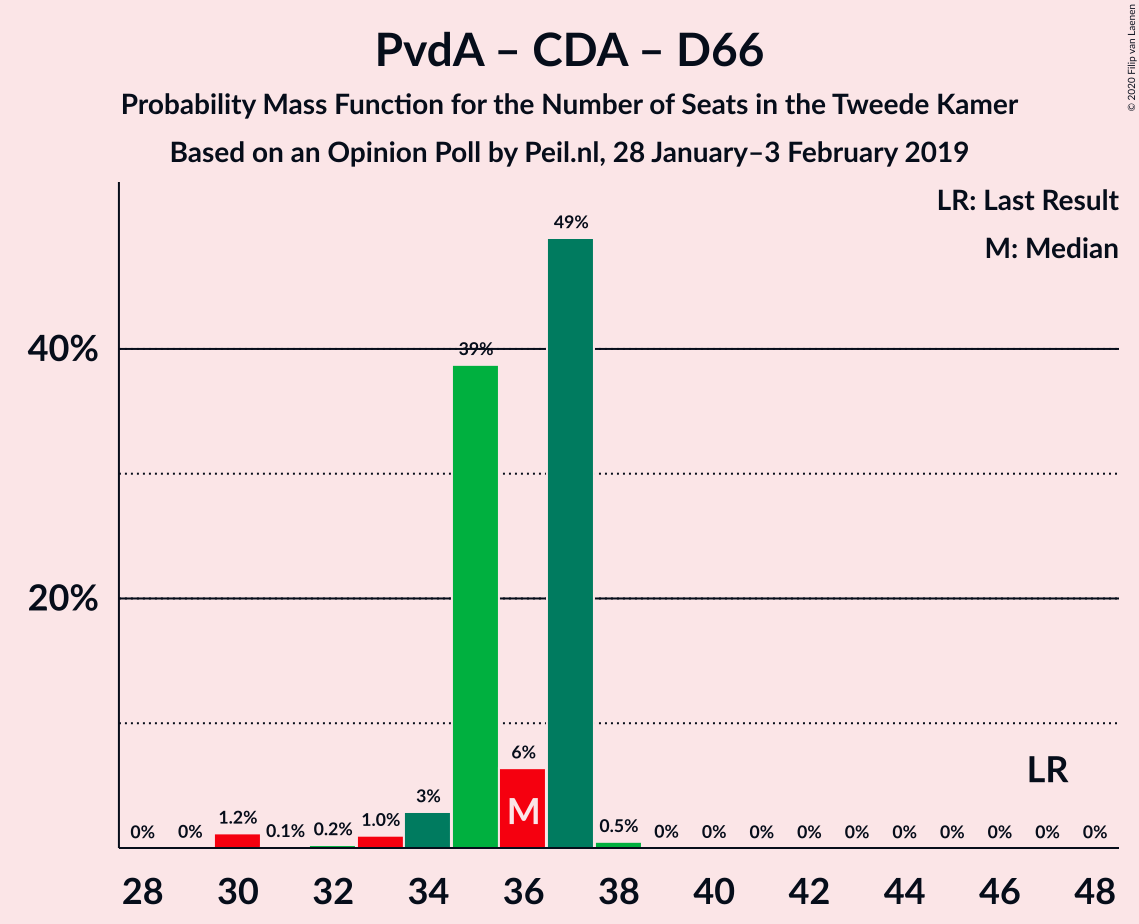 PvdA – CDA – D66
Probability Mass Function for the Number of Seats in the Tweede Kamer
Based on an Opinion Poll by Peil.nl, 28 January–3 February 2019
© 2020 Filip van Laenen
LR: Last Result
M: Median
49%
40%
39%
20%
6%
LR
3%
M
1.2%
1.0%
0% 0% 0.1% 0.2% 0.5% 0% 0% 0% 0% 0% 0% 0% 0% 0% 0%
28 30 32 34 36 38 40 42 44 46 48